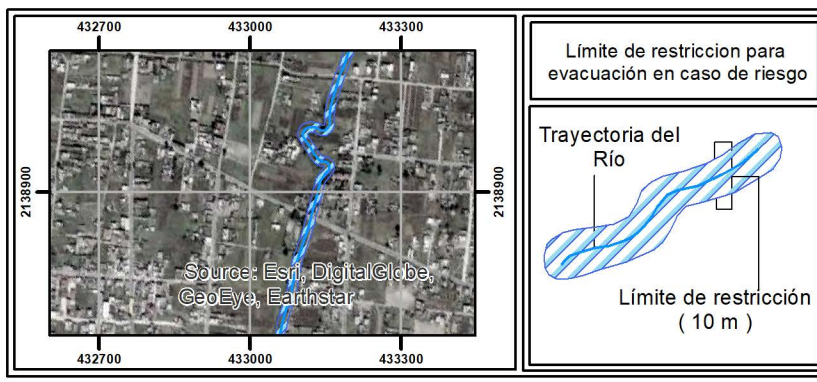 432700 433000 433300
2138900
2138900
Source: Esri, DigitalGlobe,
GeoEye, Earthstar
432700 433000 433300
Límite de restriccion para
evacuación en caso de riesgo
Trayectoria del
Río
Límite de restricción
( 10 m )